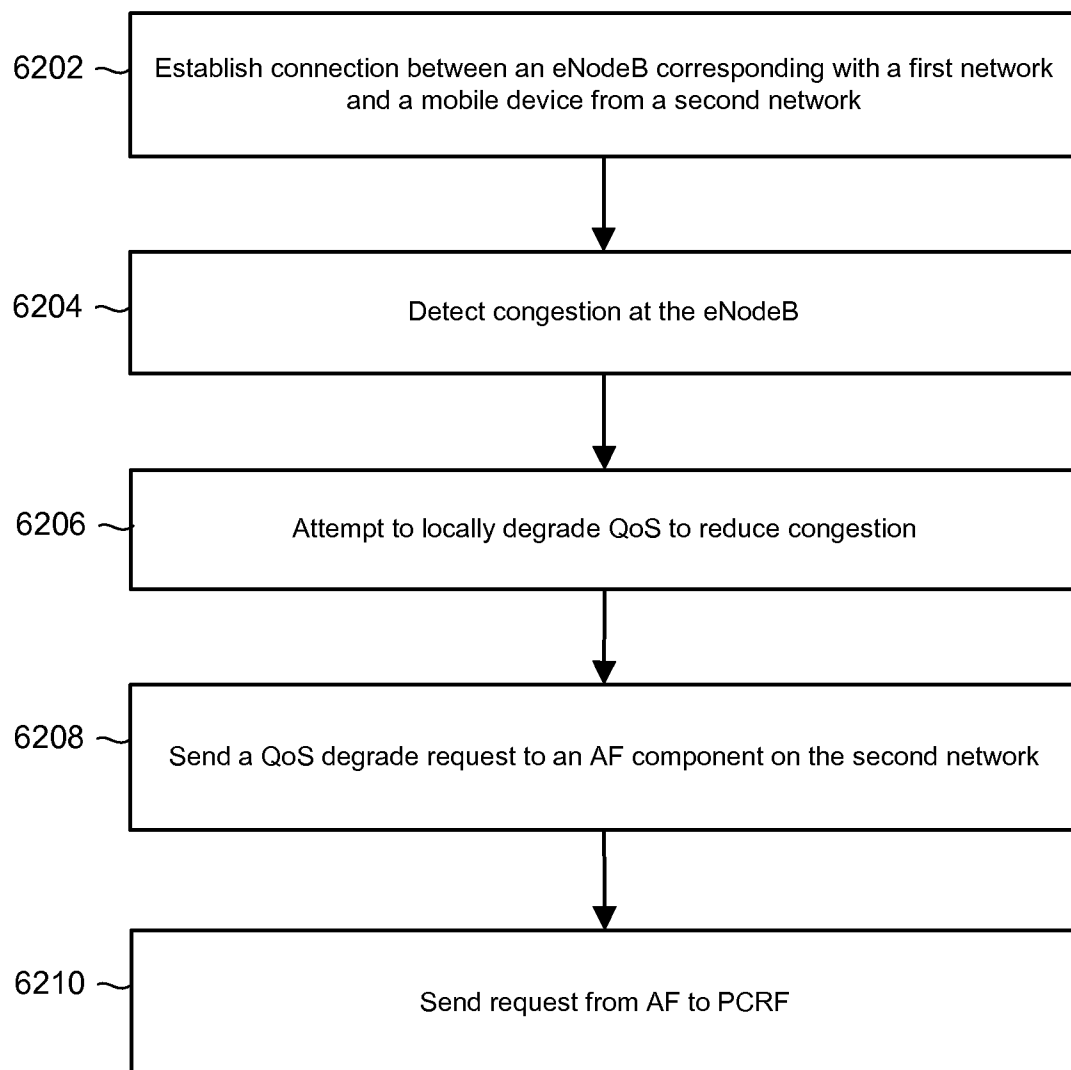 6202
Establish connection between an eNodeB corresponding with a first network
and a mobile device from a second network
6204
Detect congestion at the eNodeB
6206
Attempt to locally degrade QoS to reduce congestion
6208
Send a QoS degrade request to an AF component on the second network
6210
Send request from AF to PCRF